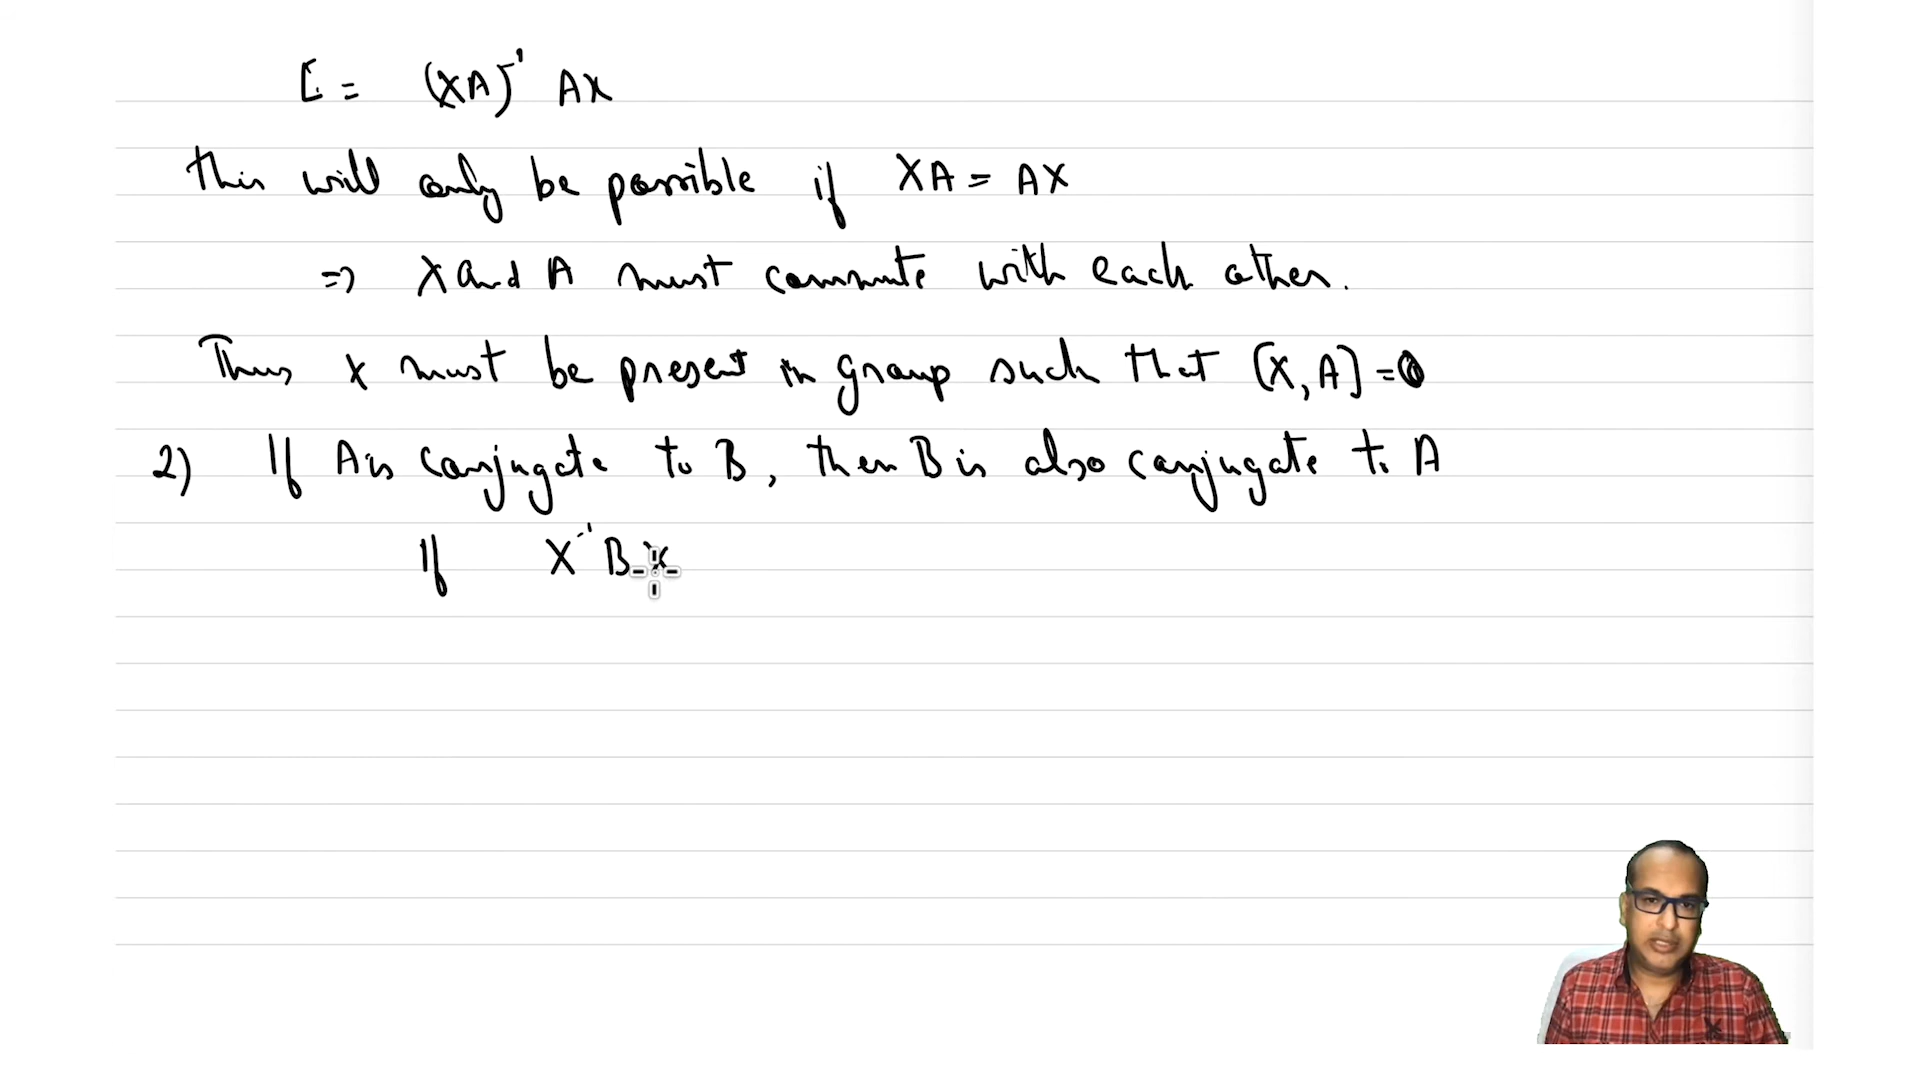 E = (XA)⁻¹ AX
this will only be possible if XA = AX
=> X and A must commute with each other.
Thus X must be present in group such that [X, A] = 0
2) If A is conjugate to B, then B is also conjugate to A
If X⁻¹ B X